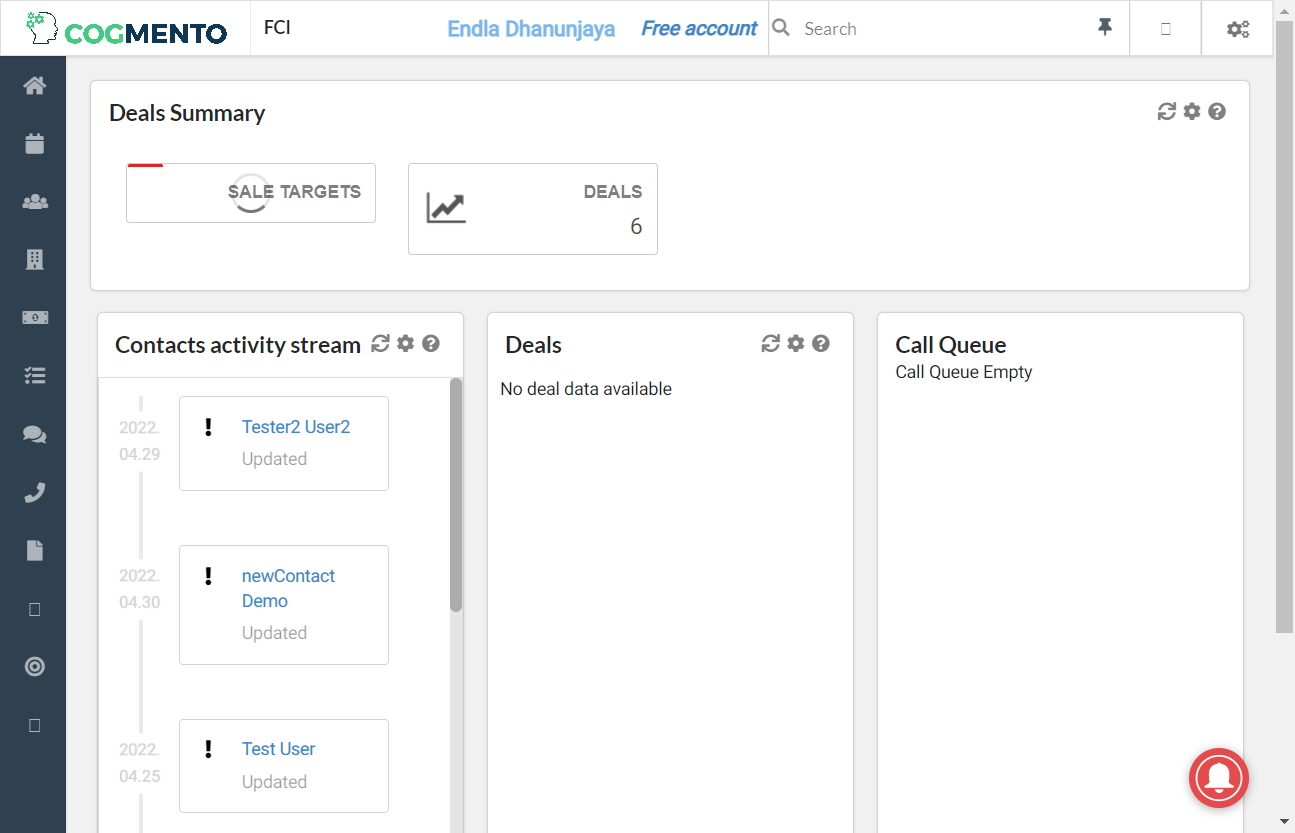 COGMENTO
FCI
Endla Dhanunjaya
Free account
Search
Deals Summary
SALE TARGETS
DEALS
6
Contacts activity stream
2022.
04.29
Tester2 User2
Updated
2022.
04.30
newContact
Demo
Updated
2022.
04.25
Test User
Updated
Deals
No deal data available
Call Queue
Call Queue Empty